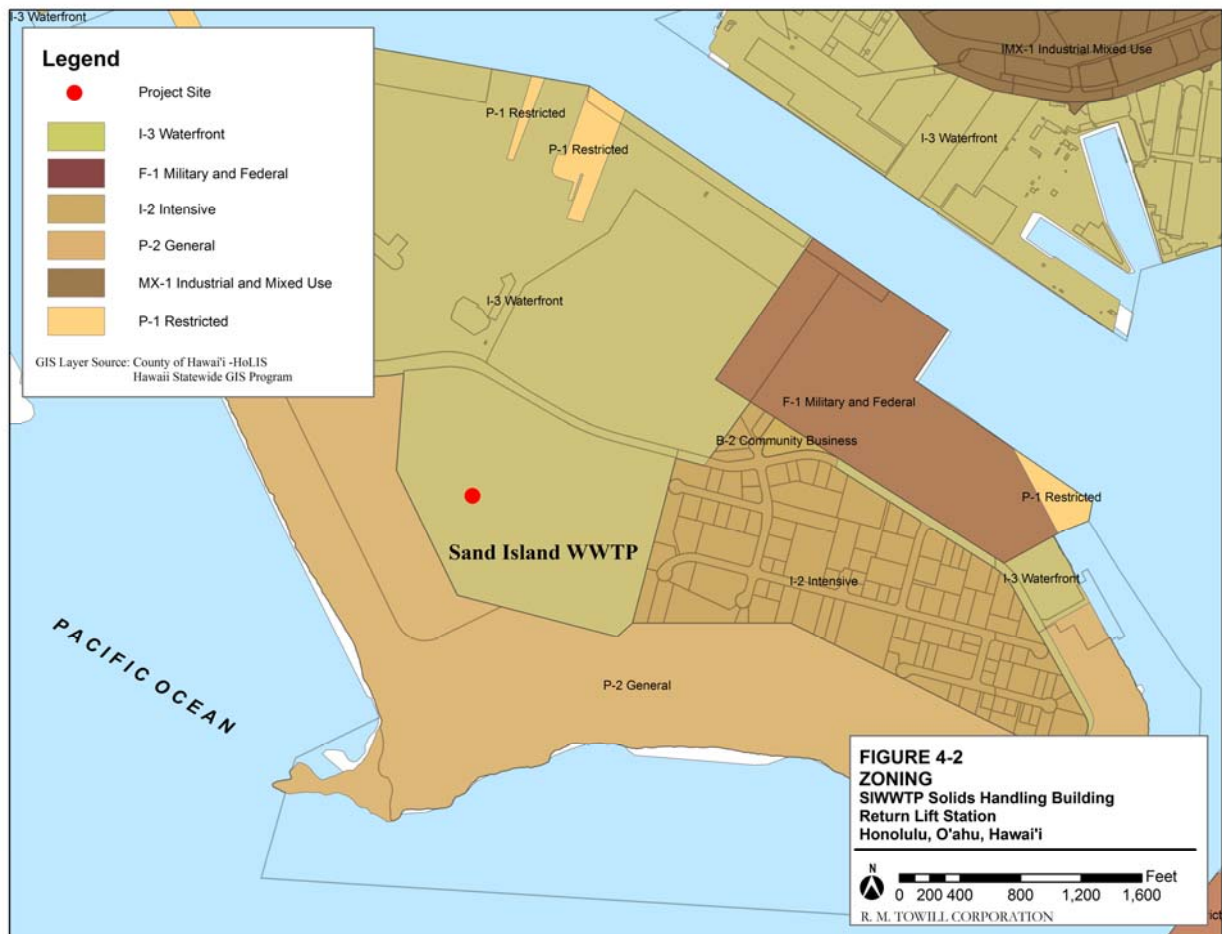 I-3 Waterfront
Legend
Project Site
I-3 Waterfront
F-1 Military and Federal
I-2 Intensive
P-2 General
MX-1 Industrial and Mixed Use
P-1 Restricted
GIS Layer Source: County of Hawai'i -HoLIS
Hawaii Statewide GIS Program
IMX-1 Industrial Mixed Use
P-1 Restricted
P-1 Restricted
I-3 Waterfront
I-3 Waterfront
F-1 Military and Federal
B-2 Community Business
P-1 Restricted
Sand Island WWTP
I-2 Intensive
I-3 Waterfront
PACIFIC OCEAN
P-2 General
FIGURE 4-2
ZONING
SIWWTP Solids Handling Building
Return Lift Station
Honolulu, O'ahu, Hawai'i
N
Feet
0 200 400 800 1,200 1,600
R. M. TOWILL CORPORATION